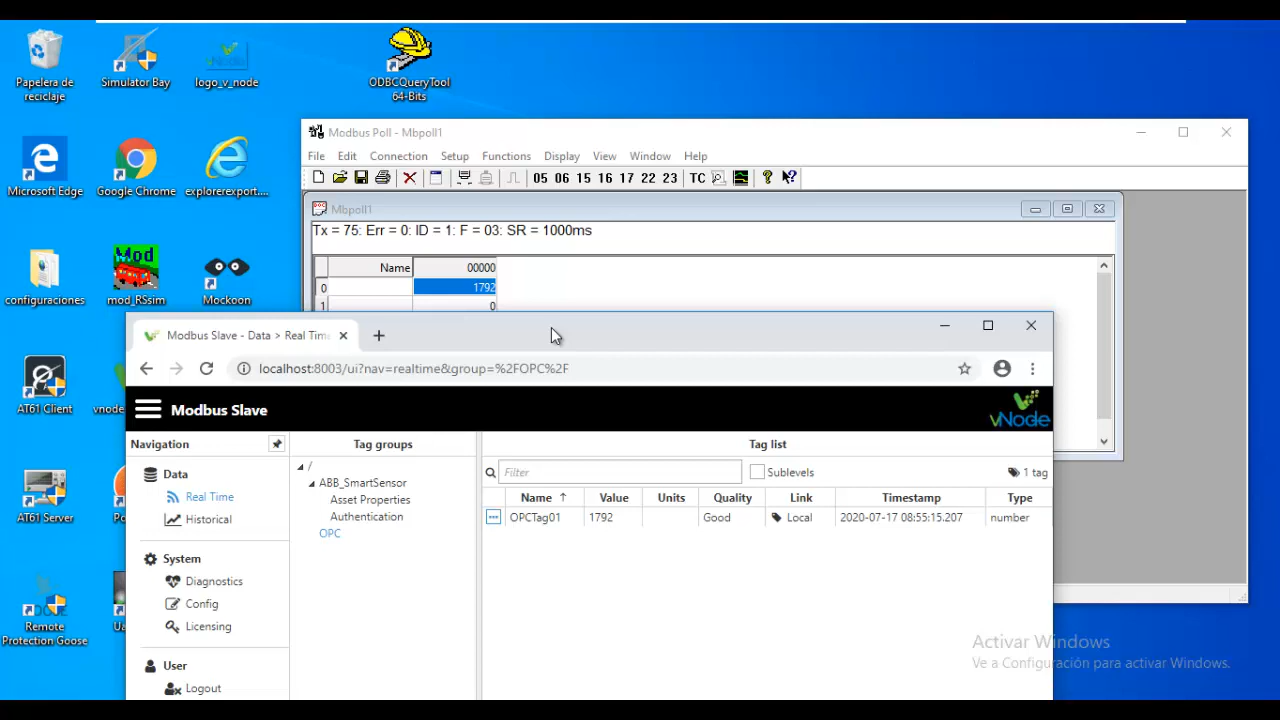 Papelera de
reciclaje
Simulator Bay
logo_v_node
ODBCQueryTool
64-Bits
Microsoft Edge
Google Chrome
explorerexport....
configuraciones
Mod
mod_RSsim
Mockoon
AT61 Client
vnode
AT61 Server
Po
Remote
Protection Goose
Ua
Modbus Poll - Mbpoll1
File Edit Connection Setup Functions Display View Window Help
05 06 15 16 17 22 23 TC
Mbpoll1
Tx = 75: Err = 0: ID = 1: F = 03: SR = 1000ms
Name 00000
0 1792
1 0
Modbus Slave - Data > Real Tim
localhost:8003/ui?nav=realtime&group=%2FOPC%2F
Modbus Slave
vNode
Navigation
Data
Real Time
Historical
System
Diagnostics
Config
Licensing
User
Logout
Tag groups
/
ABB_SmartSensor
Asset Properties
Authentication
OPC
Tag list
Filter
Sublevels
1 tag
Name Value Units Quality Link Timestamp Type
OPCTag01 1792 Good Local 2020-07-17 08:55:15.207 number
Activar Windows
Ve a Configuración para activar Windows.